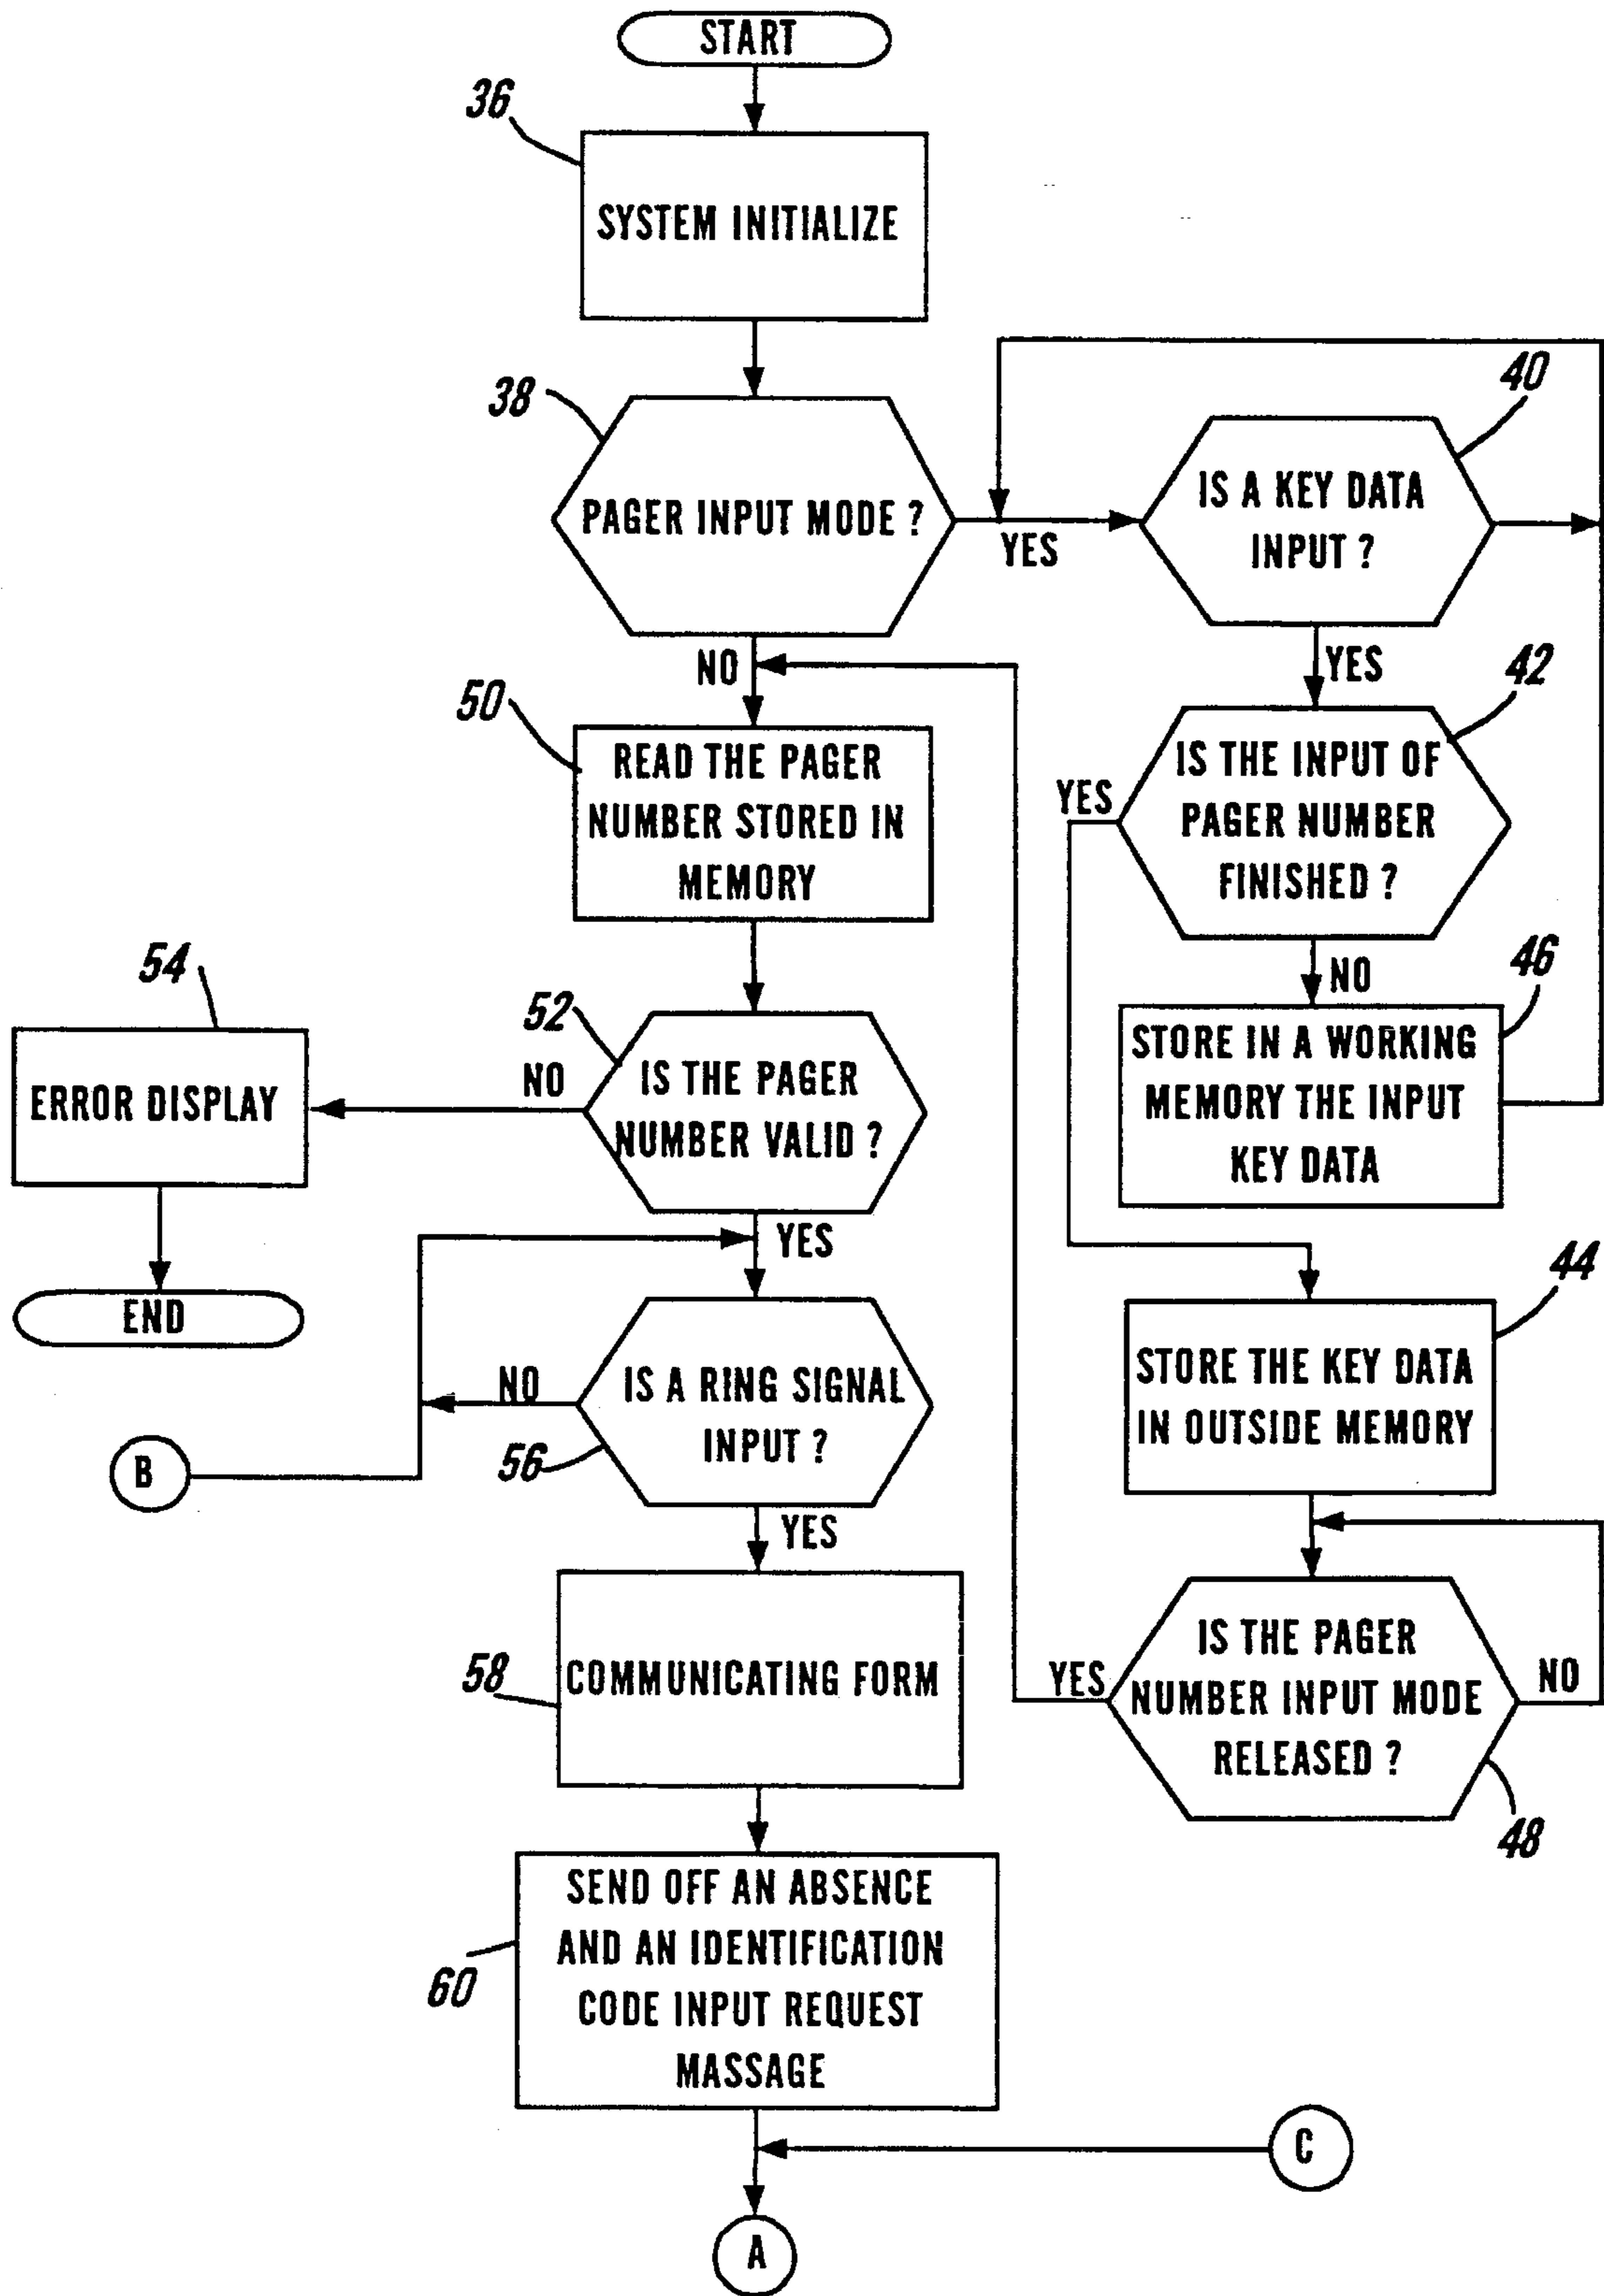 START
36
SYSTEM INITIALIZE
38
PAGER INPUT MODE ?
YES
40
IS A KEY DATA
INPUT ?
YES
42
IS THE INPUT OF
PAGER NUMBER
FINISHED ?
YES
NO
46
STORE IN A WORKING
MEMORY THE INPUT
KEY DATA
44
STORE THE KEY DATA
IN OUTSIDE MEMORY
IS THE PAGER
NUMBER INPUT MODE
RELEASED ?
YES
NO
48
NO
50
READ THE PAGER
NUMBER STORED IN
MEMORY
52
IS THE PAGER
NUMBER VALID ?
NO
54
ERROR DISPLAY
END
YES
IS A RING SIGNAL
INPUT ?
NO
56
B
YES
58
COMMUNICATING FORM
60
SEND OFF AN ABSENCE
AND AN IDENTIFICATION
CODE INPUT REQUEST
MASSAGE
C
A